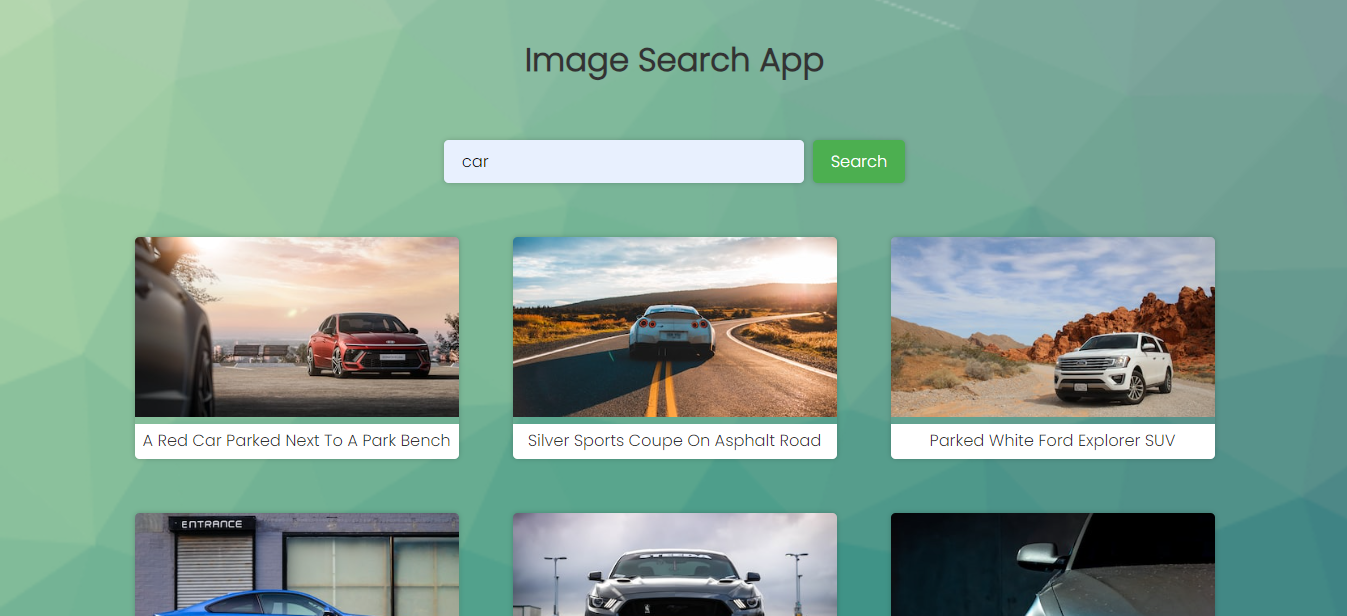 Image Search App
car
Search
A Red Car Parked Next To A Park Bench
Silver Sports Coupe On Asphalt Road
Parked White Ford Explorer SUV
ENTRANCE
STEEDA